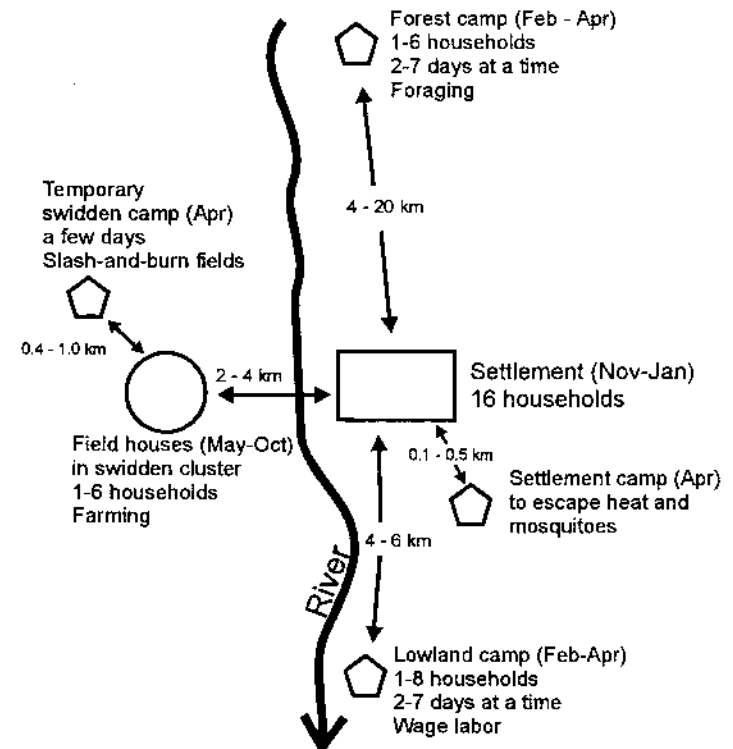 Forest camp (Feb - Apr)
1-6 households
2-7 days at a time
Foraging
4 - 20 km
Temporary
swidden camp (Apr)
a few days
Slash-and-burn fields
0.4 - 1.0 km
2 - 4 km
Settlement (Nov-Jan)
16 households
Field houses (May-Oct)
in swidden cluster
1-6 households
Farming
0.1 - 0.5 km
Settlement camp (Apr)
to escape heat and
mosquitoes
4 - 6 km
River
Lowland camp (Feb-Apr)
1-8 households
2-7 days at a time
Wage labor